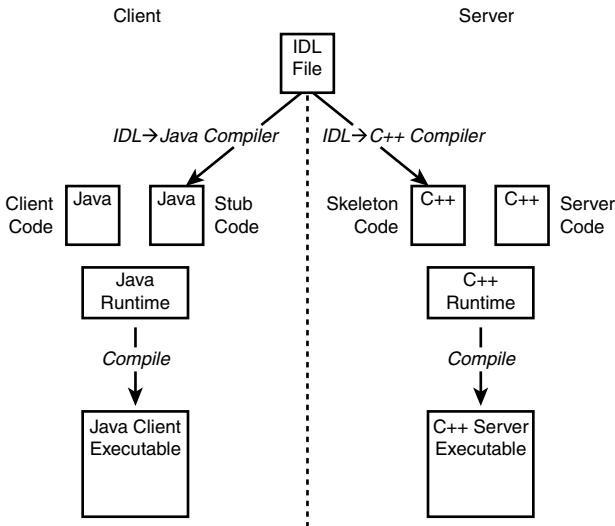 Client
Server
IDL
File
IDL→Java Compiler
IDL→C++ Compiler
Client
Code
Java
Java
Stub
Code
Skeleton
Code
C++
C++
Server
Code
Java
Runtime
C++
Runtime
Compile
Compile
Java Client
Executable
C++ Server
Executable